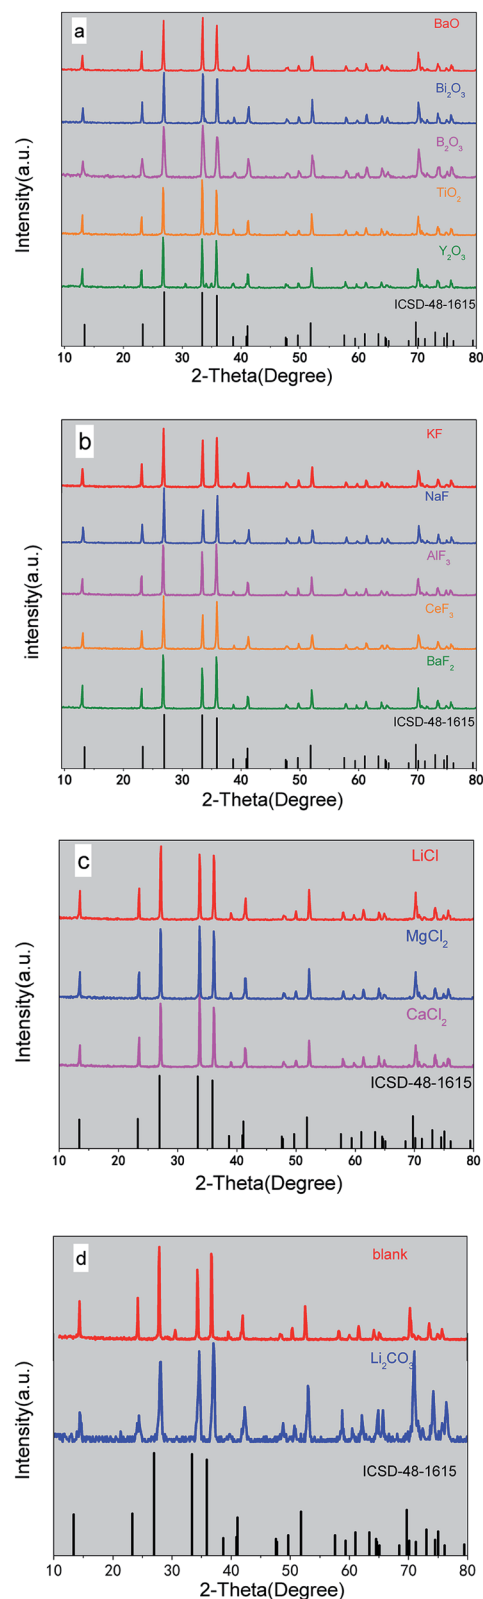 a
BaO
Bi₂O₃
B₂O₃
TiO₂
Y₂O₃
ICSD-48-1615
Intensity(a.u.)
10 20 30 40 50 60 70 80
2-Theta(Degree)
b
KF
NaF
AlF₃
CeF₃
BaF₂
ICSD-48-1615
intensity(a.u.)
10 20 30 40 50 60 70 80
2-Theta(Degree)
c
LiCl
MgCl₂
CaCl₂
ICSD-48-1615
Intensity(a.u.)
10 20 30 40 50 60 70 80
2-Theta(Degree)
d
blank
Li₂CO₃
ICSD-48-1615
Intensity(a.u.)
10 20 30 40 50 60 70 80
2-Theta(Degree)